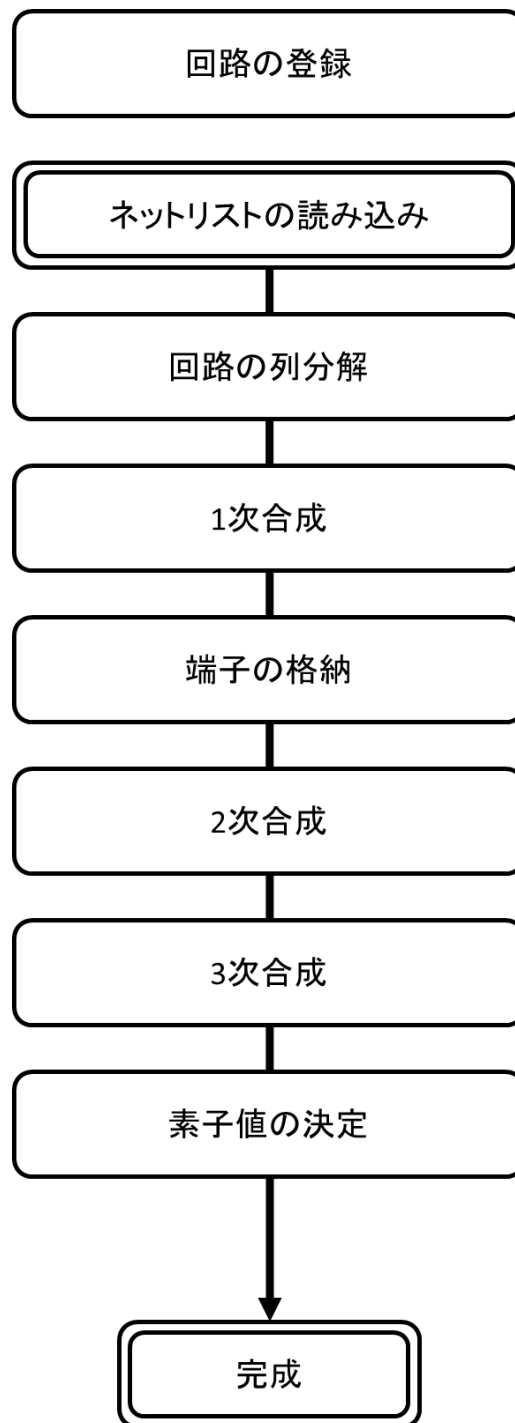 回路の登録
ネットリストの読み込み
回路の列分解
1次合成
端子の格納
2次合成
3次合成
素子値の決定
完成